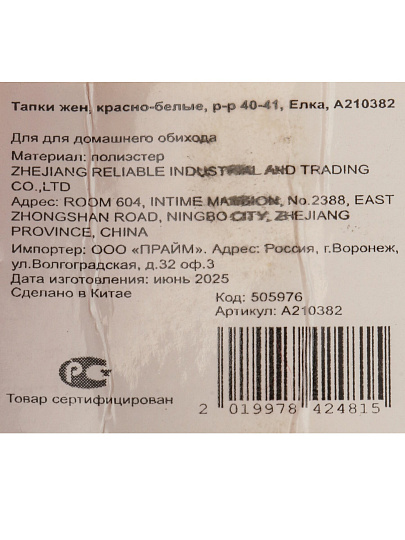 Тапки жен, красно-белые, р-р 40-41, Елка, А210382
Для для домашнего обихода
Материал: полиэстер
ZHEJIANG RELIABLE INDUSTRIAL AND TRADING
CO.,LTD
Адрес: ROOM 604, INTIME MANSION, No.2388, EAST
ZHONGSHAN ROAD, NINGBO CITY, ZHEJIANG
PROVINCE, CHINA
Импортер: ООО «ПРАЙМ». Адрес: Россия, г.Воронеж,
ул.Волгоградская, д.32 оф.3
Дата изготовления: июнь 2025
Сделано в Китае
Код: 505976
Артикул: А210382
РСТ
Товар сертифицирован
2 019978 424815